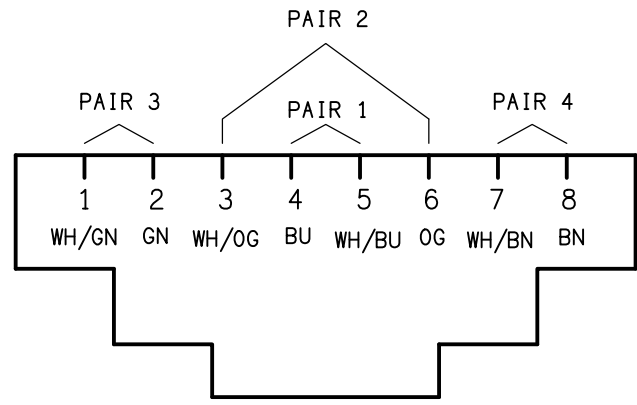 PAIR 2
PAIR 3 PAIR 1 PAIR 4
1 2 3 4 5 6 7 8
WH/GN GN WH/OG BU WH/BU OG WH/BN BN